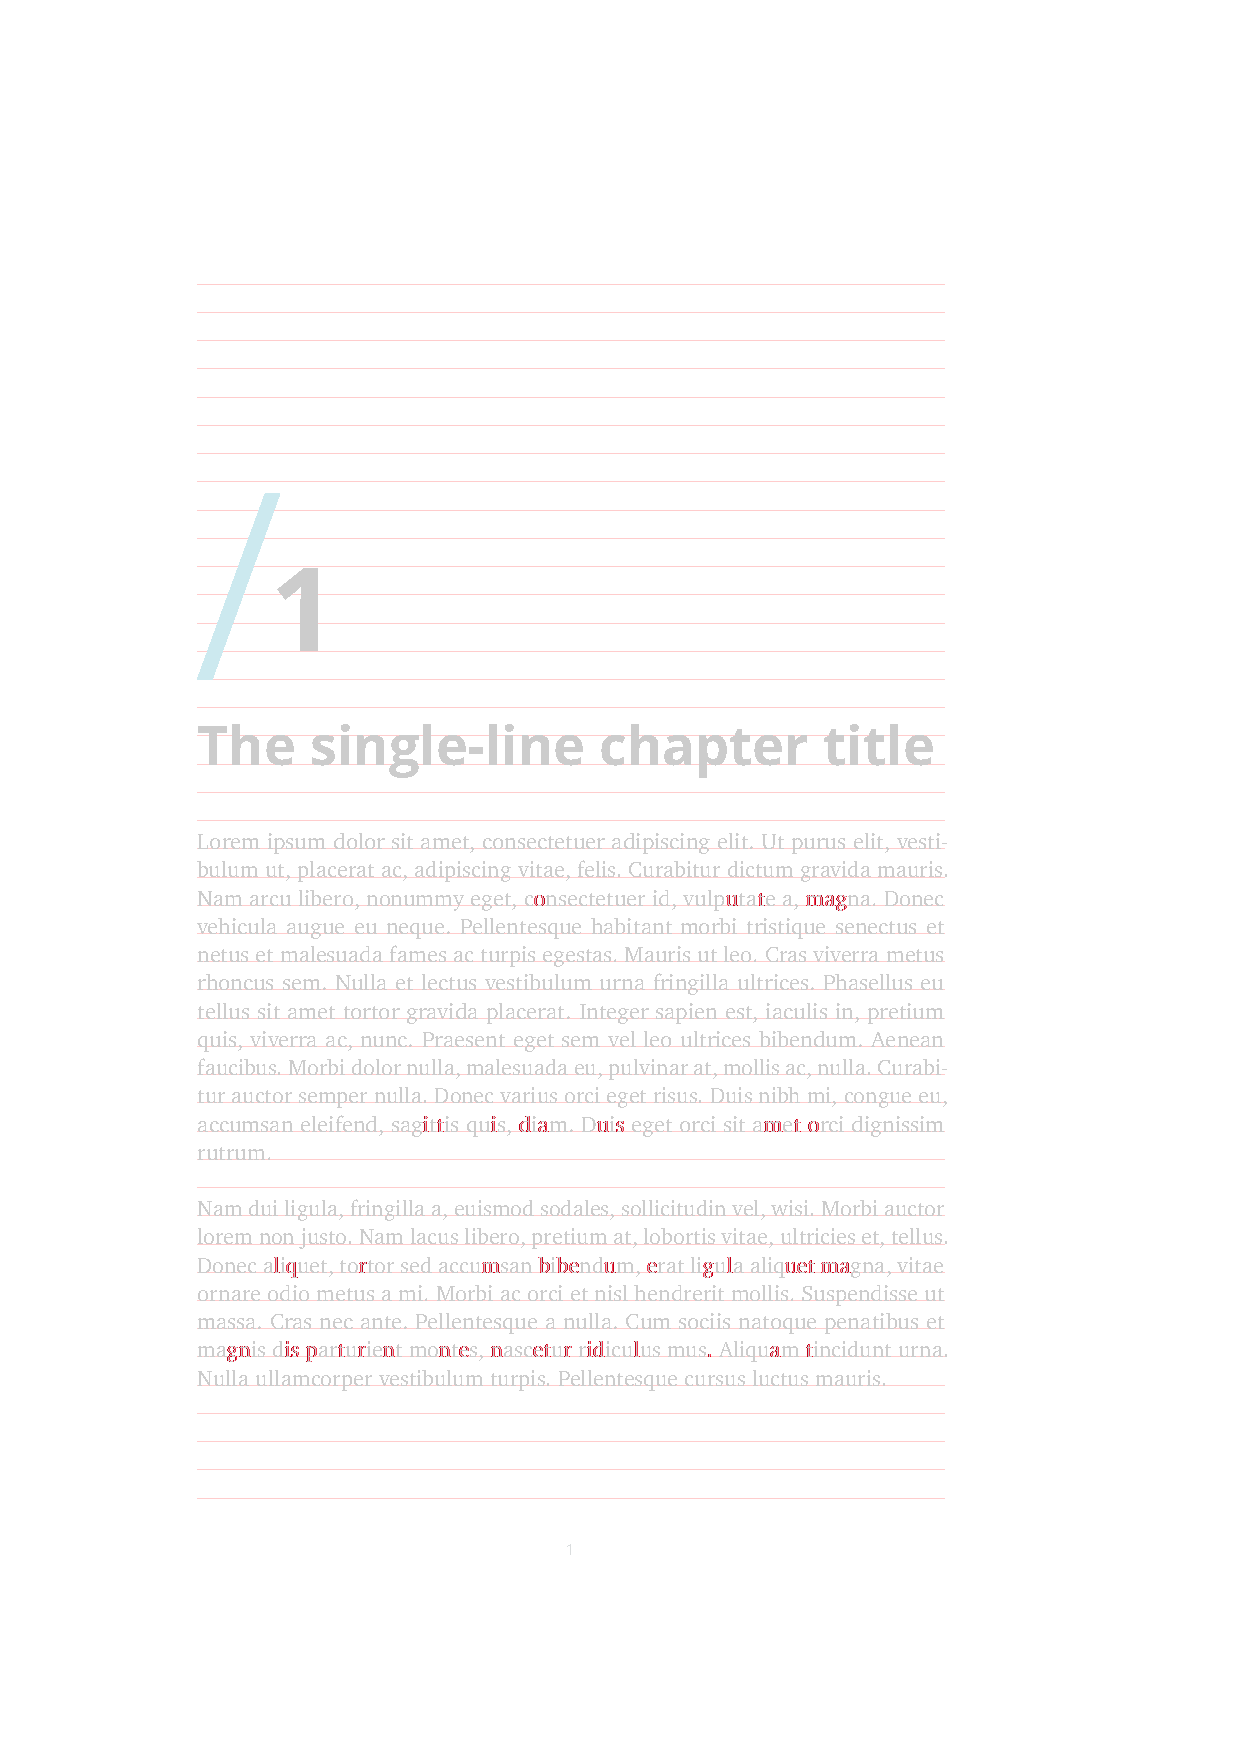 /1
The single-line chapter title
Lorem ipsum dolor sit amet, consectetuer adipiscing elit. Ut purus elit, vesti-
bulum ut, placerat ac, adipiscing vitae, felis. Curabitur dictum gravida mauris.
Nam arcu libero, nonummy eget, consectetuer id, vulputate a, magna. Donec
vehicula augue eu neque. Pellentesque habitant morbi tristique senectus et
netus et malesuada fames ac turpis egestas. Mauris ut leo. Cras viverra metus
rhoncus sem. Nulla et lectus vestibulum urna fringilla ultrices. Phasellus eu
tellus sit amet tortor gravida placerat. Integer sapien est, iaculis in, pretium
quis, viverra ac, nunc. Praesent eget sem vel leo ultrices bibendum. Aenean
faucibus. Morbi dolor nulla, malesuada eu, pulvinar at, mollis ac, nulla. Curabi-
tur auctor semper nulla. Donec varius orci eget risus. Duis nibh mi, congue eu,
accumsan eleifend, sagittis quis, diam. Duis eget orci sit amet orci dignissim
rutrum.
Nam dui ligula, fringilla a, euismod sodales, sollicitudin vel, wisi. Morbi auctor
lorem non justo. Nam lacus libero, pretium at, lobortis vitae, ultricies et, tellus.
Donec aliquet, tortor sed accumsan bibendum, erat ligula aliquet magna, vitae
ornare odio metus a mi. Morbi ac orci et nisl hendrerit mollis. Suspendisse ut
massa. Cras nec ante. Pellentesque a nulla. Cum sociis natoque penatibus et
magnis dis parturient montes, nascetur ridiculus mus. Aliquam tincidunt urna.
Nulla ullamcorper vestibulum turpis. Pellentesque cursus luctus mauris.
1